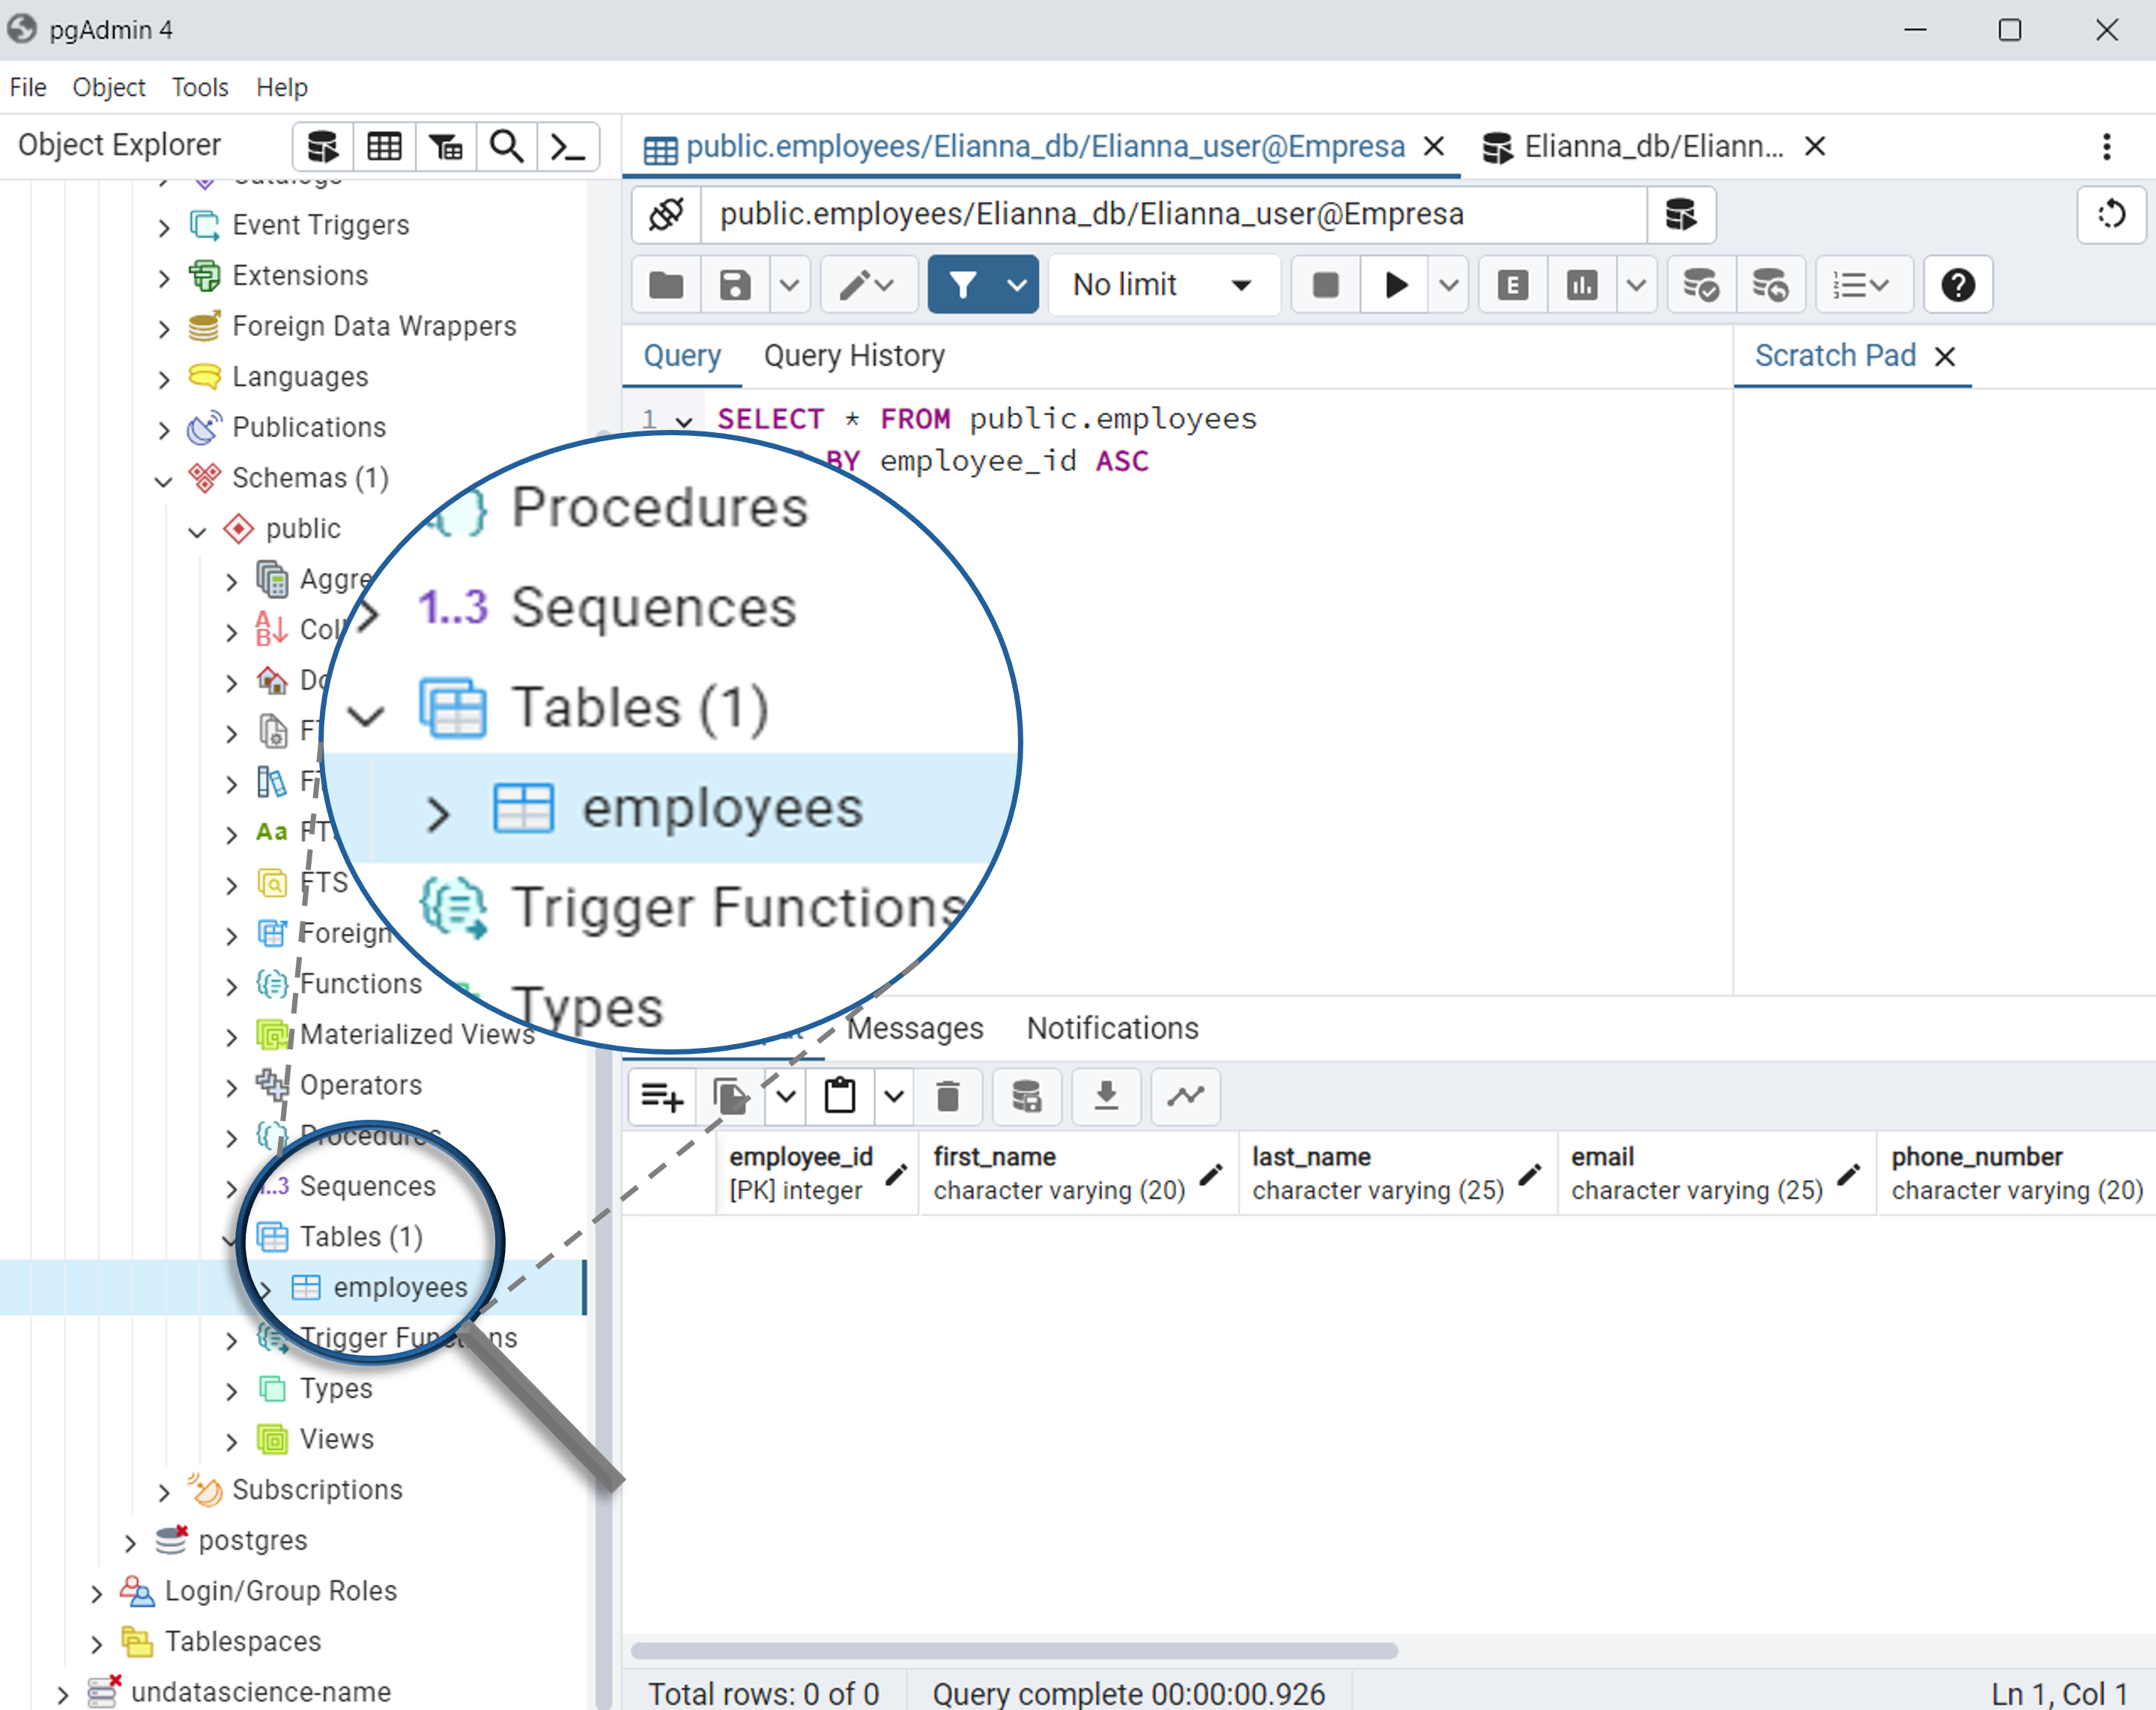 pgAdmin 4
File Object Tools Help
Object Explorer
public.employees/Elianna_db/Elianna_user@Empresa
Elianna_db/Eliann...
public.employees/Elianna_db/Elianna_user@Empresa
No limit
E
Query Query History
Scratch Pad
1 SELECT * FROM public.employees
BY employee_id ASC
Event Triggers
Extensions
Foreign Data Wrappers
Languages
Publications
Schemas (1)
public
Aggre
Col
Do
FT
FT
Aa FT
FTS
Foreign
Functions
Materialized Views
Operators
Procedures
1..3 Sequences
Tables (1)
employees
Trigger Functions
Types
Views
Subscriptions
postgres
Login/Group Roles
Tablespaces
undatascience-name
Procedures
1..3 Sequences
Tables (1)
employees
Trigger Functions
Types
Messages Notifications
employee_id
[PK] integer
first_name
character varying (20)
last_name
character varying (25)
email
character varying (25)
phone_number
character varying (20)
Total rows: 0 of 0
Query complete 00:00:00.926
Ln 1, Col 1